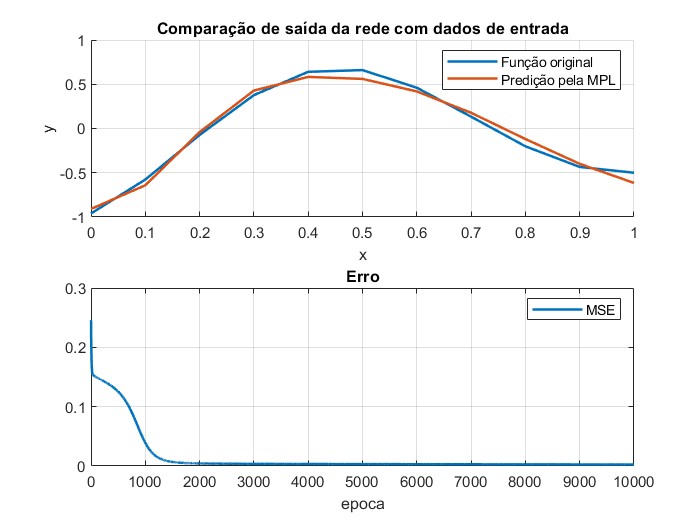 Comparação de saída da rede com dados de entrada
1
0.5
0
-0.5
-1
y
Função original
Predição pela MPL
0 0.1 0.2 0.3 0.4 0.5 0.6 0.7 0.8 0.9 1
x
Erro
0.3
0.2
0.1
0
MSE
0 1000 2000 3000 4000 5000 6000 7000 8000 9000 10000
epoca